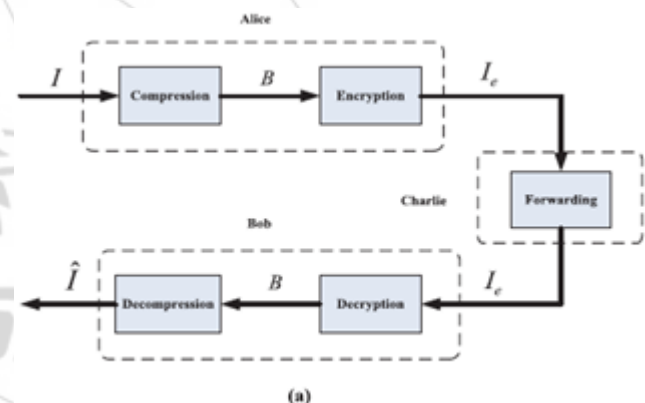 Alice
I
Compression
B
Encryption
I_e
Charlie
Forwarding
Bob
Î
Decompression
B
Decryption
I_e
(a)